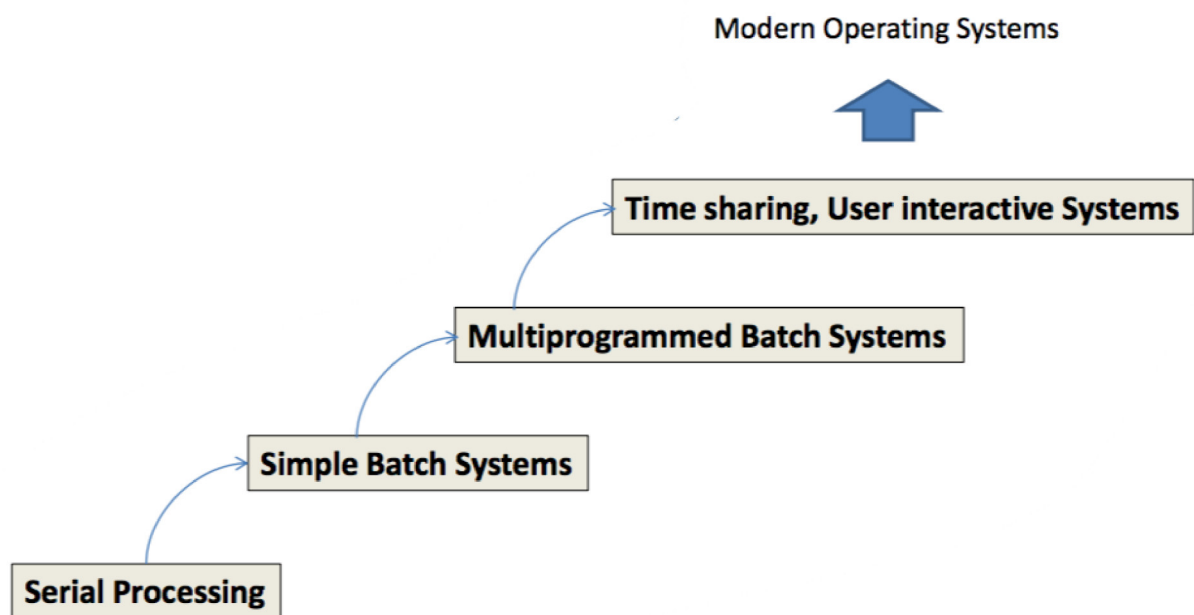 Modern Operating Systems
Time sharing, User interactive Systems
Multiprogrammed Batch Systems
Simple Batch Systems
Serial Processing